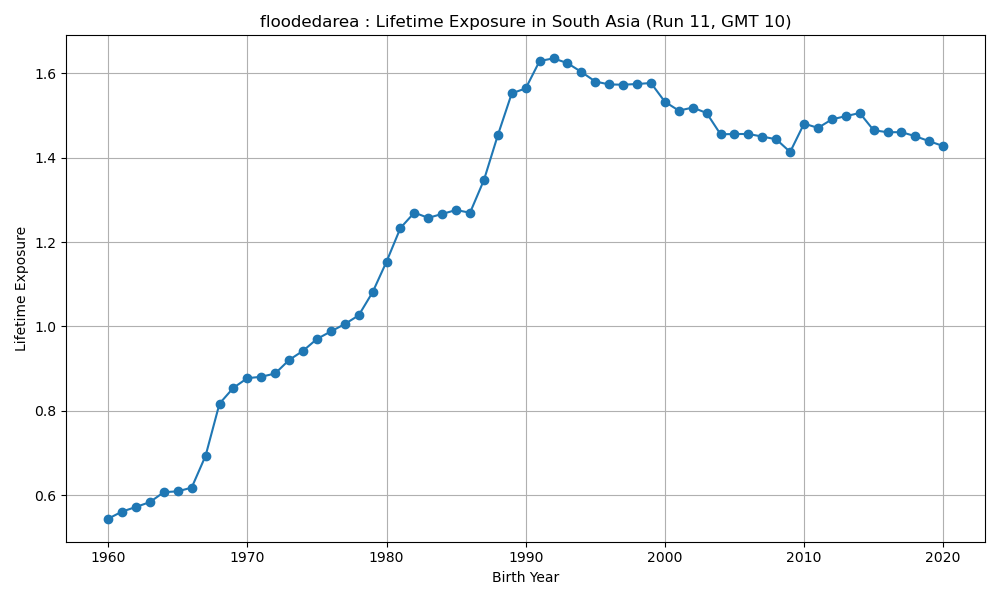 floodedarea : Lifetime Exposure in South Asia (Run 11, GMT 10)
Lifetime Exposure
1.6
1.4
1.2
1.0
0.8
0.6
1960 1970 1980 1990 2000 2010 2020
Birth Year